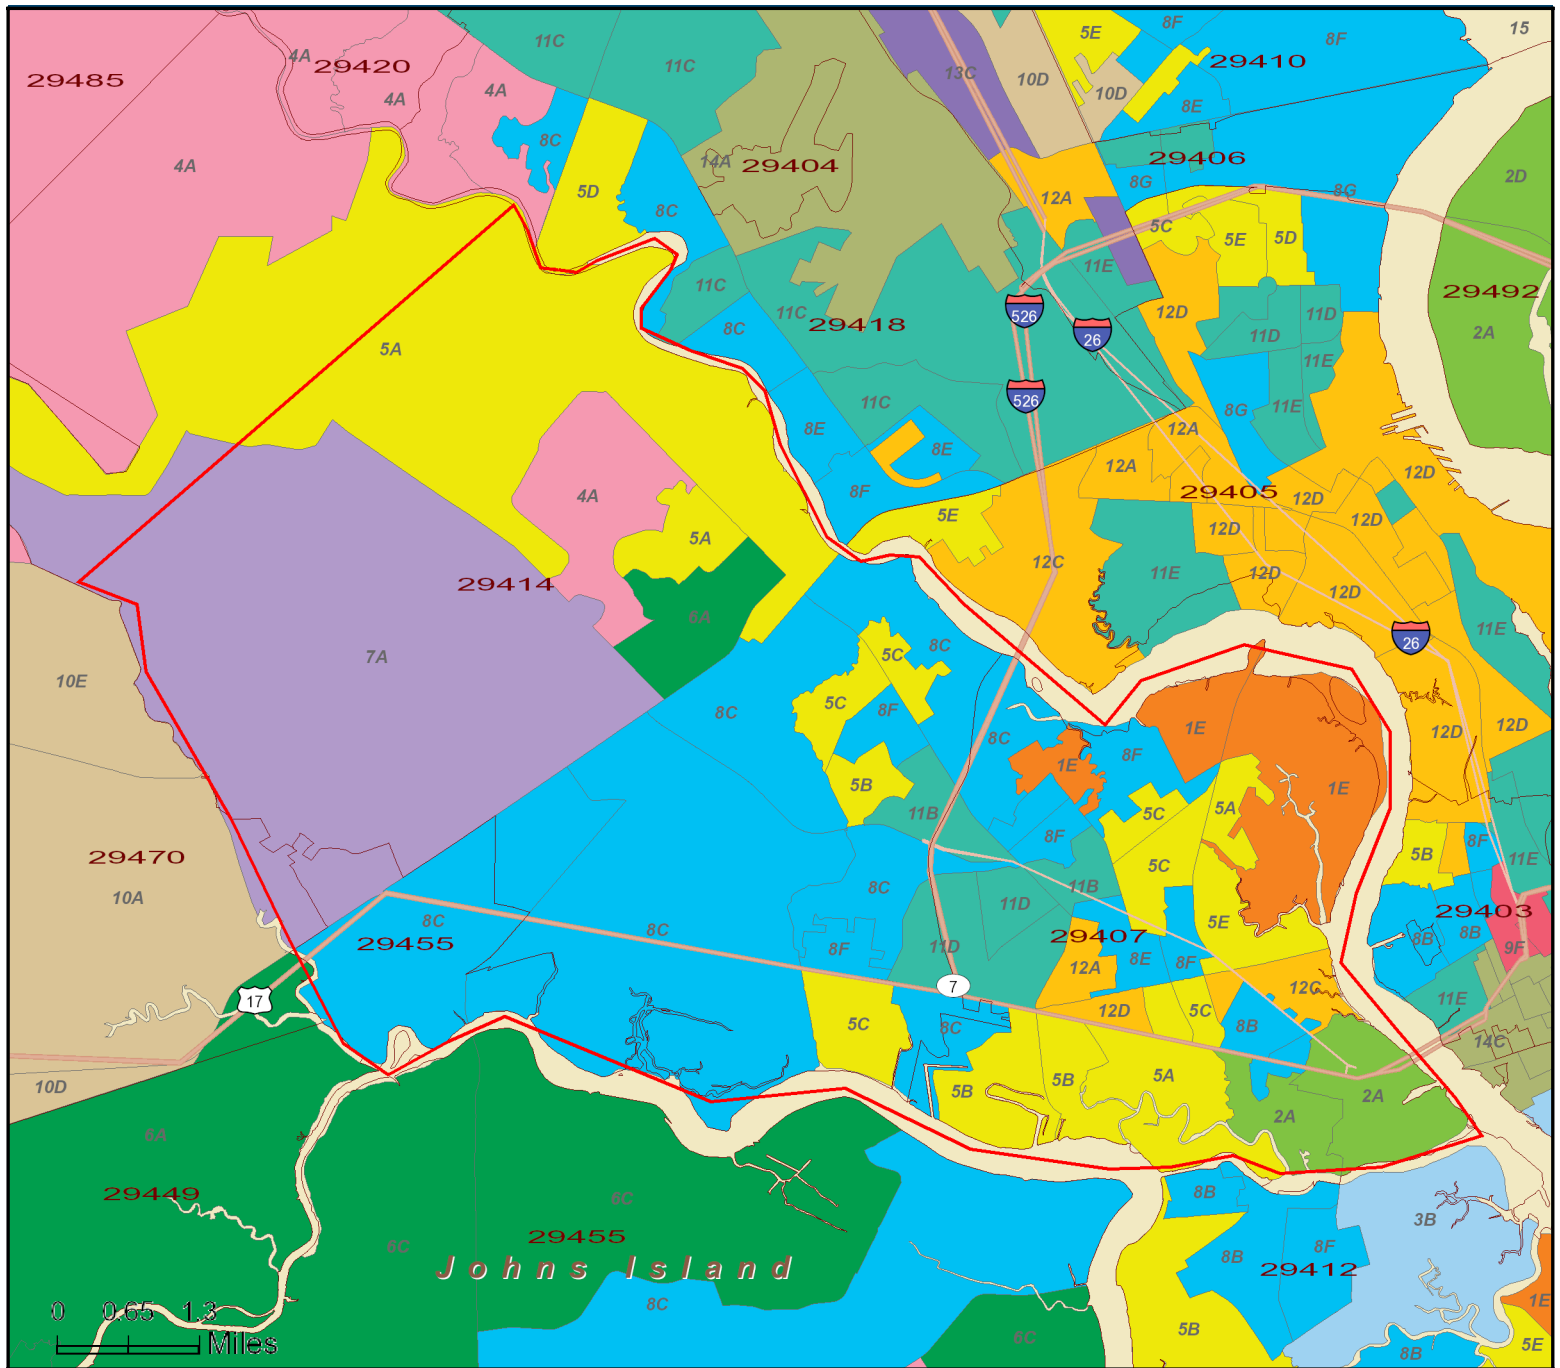 15
8F
5E
8F
4A
11C
29410
29420
11C
13C
10D
29485
4A
4A
10D
8E
8C
29406
4A
14A
29404
8G
2D
5D
12A
8G
8C
5C
5E
5D
11E
11C
29492
11C
29418
526
12D
11D
11D
8C
26
2A
5A
11D
11E
526
11C
8G
11E
8E
12A
8E
12A
12D
8F
29405
4A
12D
5E
12D
5A
12D
12C
11E
12D
29414
12D
6A
11E
26
8C
7A
5C
10E
5C
8F
8C
1E
12D
12D
8C
8F
1E
5B
1E
5A
11B
5C
8F
8F
5B
11E
29470
8C
5C
11B
10A
11D
29403
8C
8C
5E
29407
8B
8B
29455
8F
11D
9F
12A
8E
8F
7
12C
17
11E
12D
5C
8B
5C
8C
14C
5A
5B
10D
5B
2A
2A
6A
29449
8B
6C
3B
29455
6C
8B
8F
Johns Island
29412
8C
1E
0 0.65 1.3
5B
6C
Miles
5E
8B